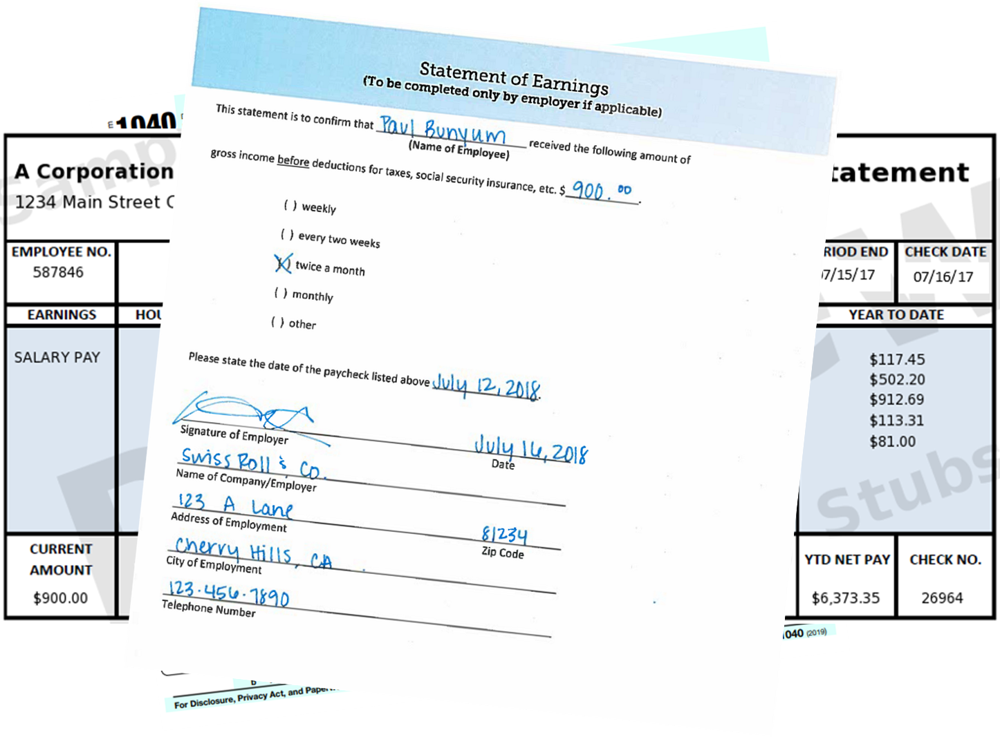 Statement of Earnings
(To be completed only by employer if applicable)
This statement is to confirm that Paul Bunyum received the following amount of
(Name of Employee)
gross income before deductions for taxes, social security insurance, etc. $ 900.00.
( ) weekly
( ) every two weeks
(X) twice a month
( ) monthly
( ) other
Please state the date of the paycheck listed above July 12, 2018.
Signature of Employer
July 16, 2018
Date
Swiss Roll & Co.
Name of Company/Employer
123 A Lane
Address of Employment
81234
Zip Code
Cherry Hills, CA
City of Employment
123.456.7890
Telephone Number
1040
A Corporation
1234 Main Street
EMPLOYEE NO.
587846
EARNINGS
SALARY PAY
CURRENT
AMOUNT
$900.00
tatement
RIOD END
07/15/17
CHECK DATE
07/16/17
YEAR TO DATE
$117.45
$502.20
$912.69
$113.31
$81.00
YTD NET PAY
$6,373.35
CHECK NO.
26964
Stubs
1040 (2019)
For Disclosure, Privacy Act, and